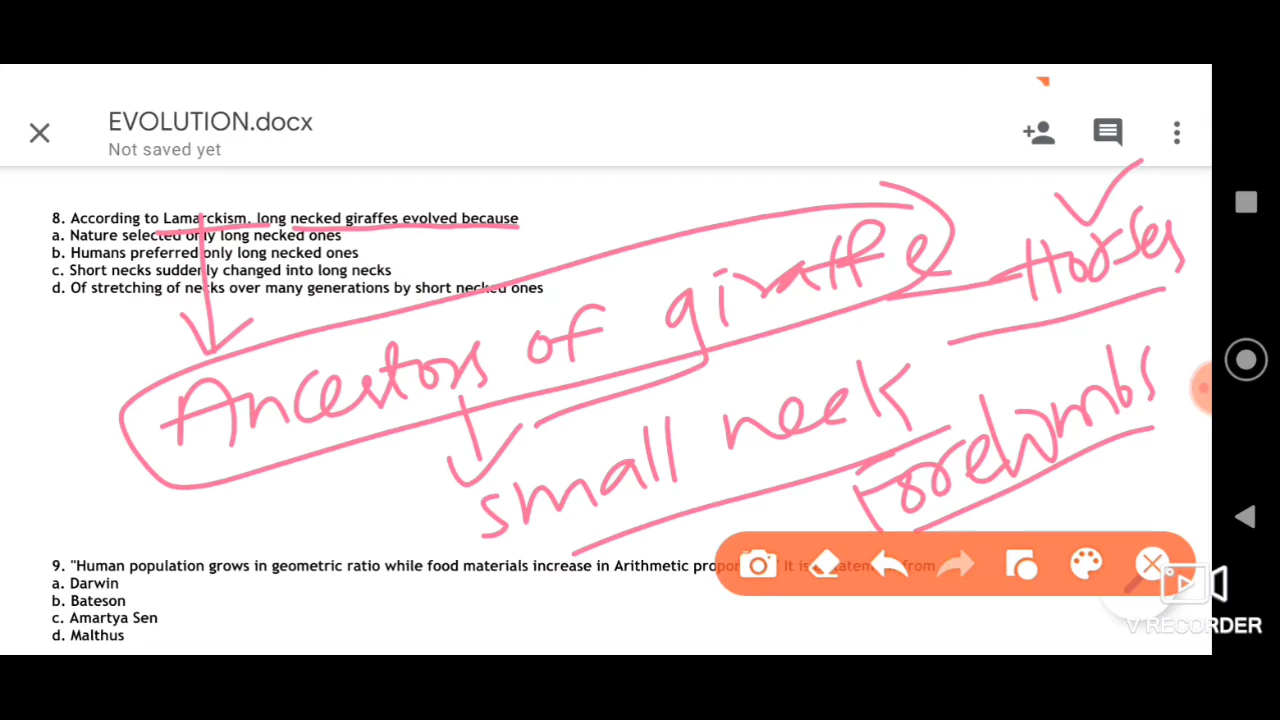 EVOLUTION.docx
Not saved yet
8. According to Lamarckism, long necked giraffes evolved because
a. Nature selected only long necked ones
b. Humans preferred only long necked ones
c. Short necks suddenly changed into long necks
d. Of stretching of necks over many generations by short necked ones
Ancestors of giraffe Horses
small neck
forelimbs
9. "Human population grows in geometric ratio while food materials increase in Arithmetic from
a. Darwin
b. Bateson
c. Amartya Sen
d. Malthus
V RECORDER